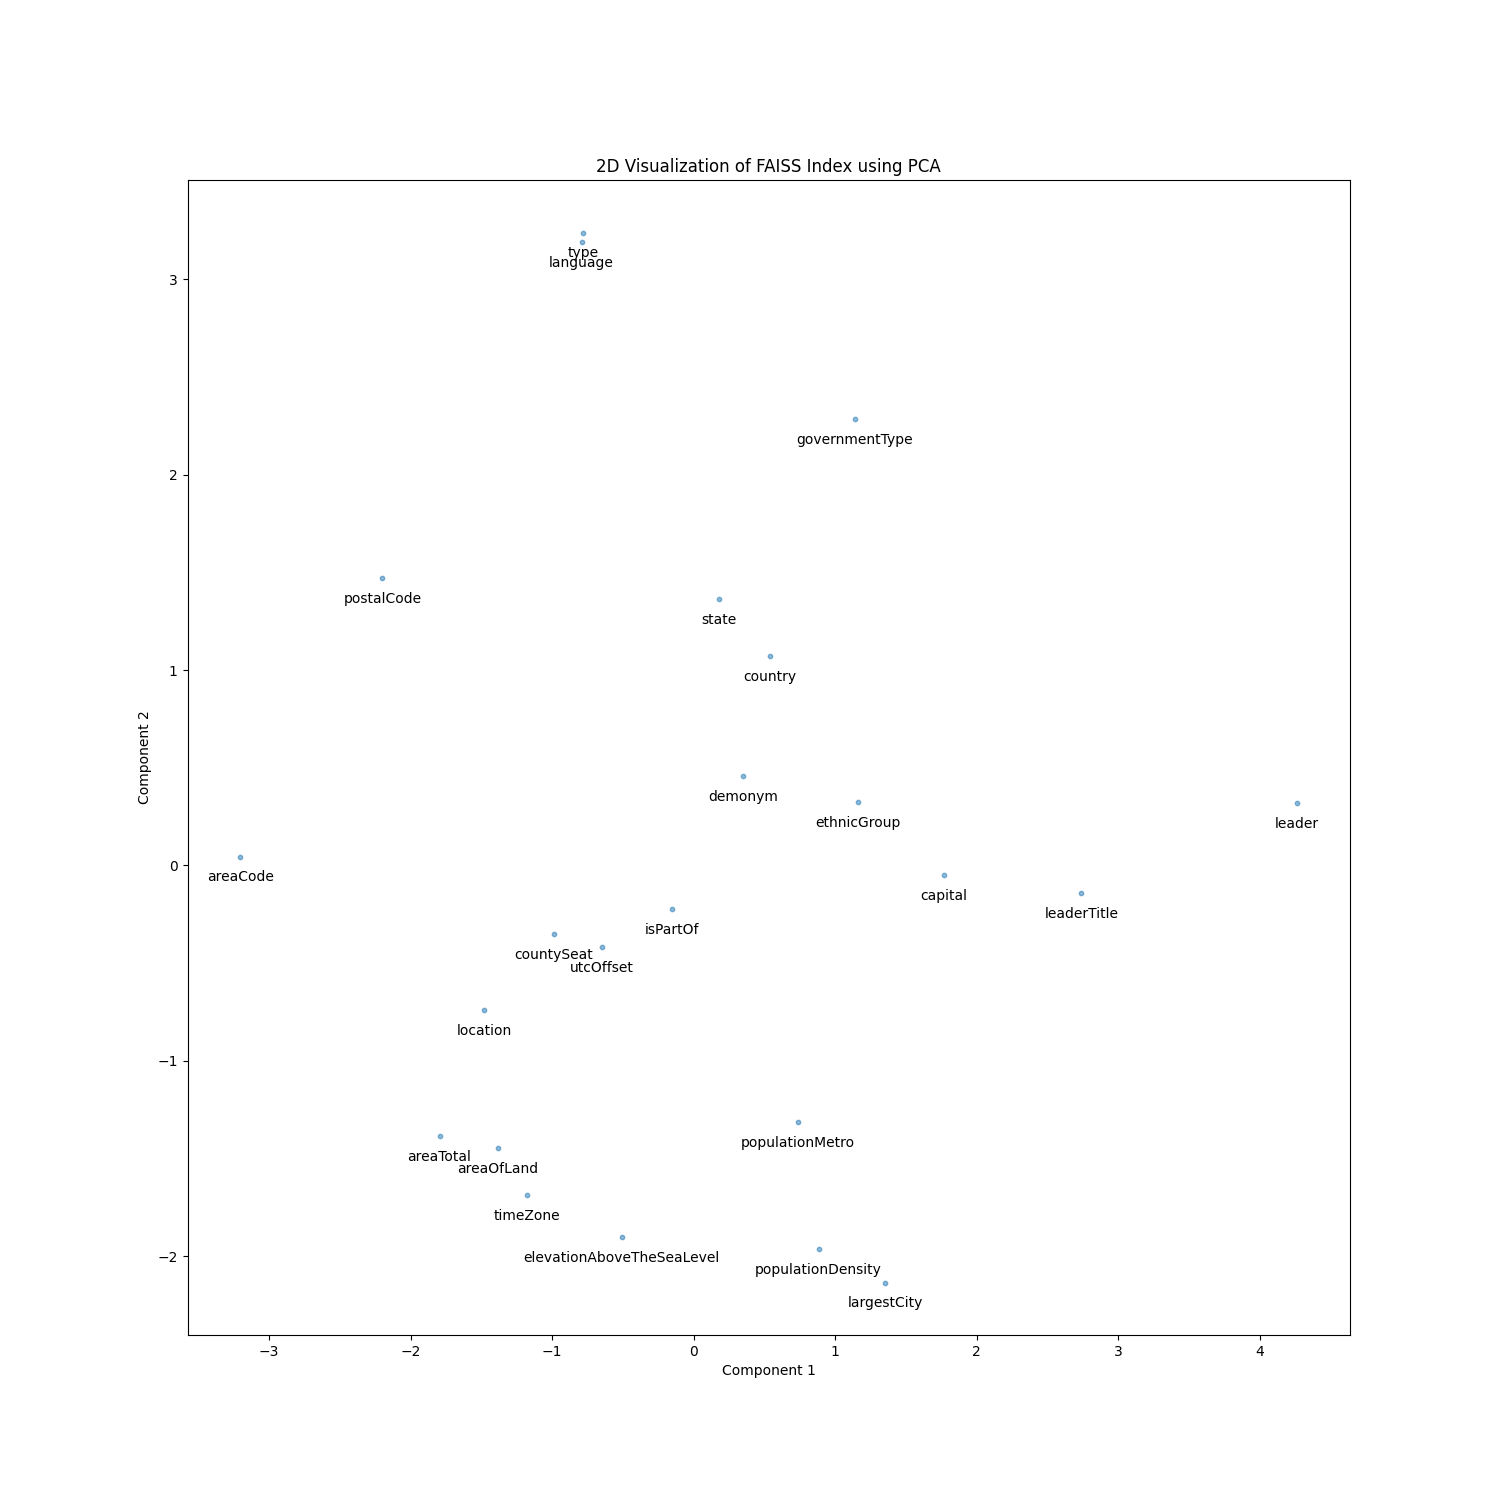 2D Visualization of FAISS Index using PCA
type
language
governmentType
postalCode
state
country
demonym
ethnicGroup
leader
areaCode
capital
leaderTitle
isPartOf
countySeat
utcOffset
location
populationMetro
areaTotal
areaOfLand
timeZone
elevationAboveTheSeaLevel
populationDensity
largestCity
3
2
1
0
−1
−2
Component 2
−3 −2 −1 0 1 2 3 4
Component 1